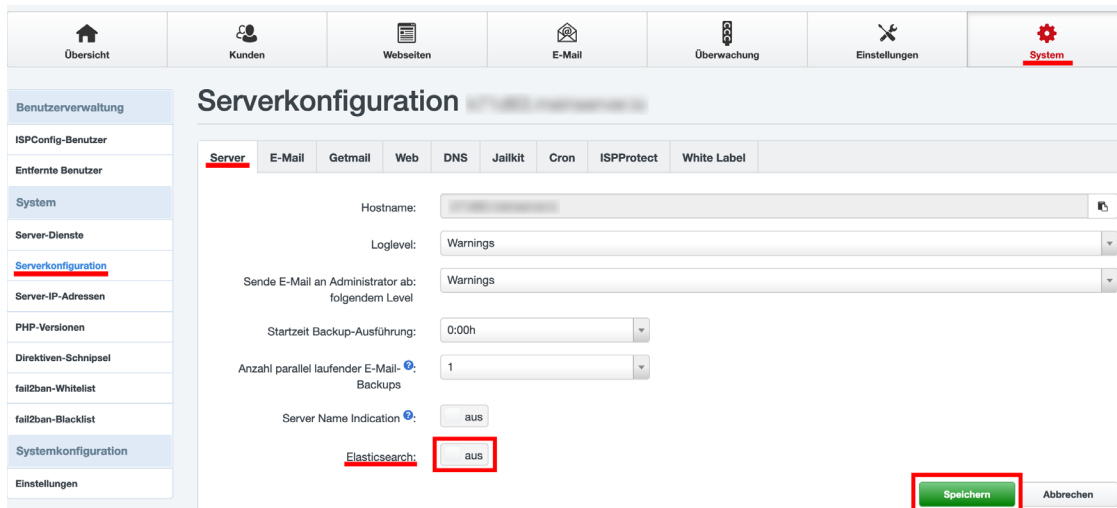 Übersicht
Kunden
Webseiten
E-Mail
Überwachung
Einstellungen
System
Benutzerverwaltung
ISPConfig-Benutzer
Entfernte Benutzer
System
Server-Dienste
Serverkonfiguration
Server-IP-Adressen
PHP-Versionen
Direktiven-Schnipsel
fail2ban-Whitelist
fail2ban-Blacklist
Systemkonfiguration
Einstellungen
Serverkonfiguration
Server E-Mail Getmail Web DNS Jailkit Cron ISPProtect White Label
Hostname:
Loglevel: Warnings
Sende E-Mail an Administrator ab: Warnings
folgendem Level
Startzeit Backup-Ausführung: 0:00h
Anzahl parallel laufender E-Mail- ?: 1
Backups
Server Name Indication ?: aus
Elasticsearch: aus
Speichern Abbrechen